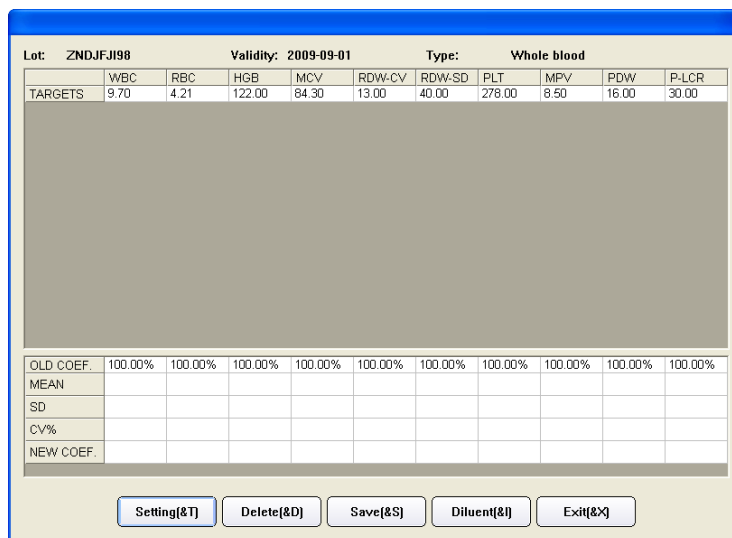 Lot: ZNDJFJI98 Validity: 2009-09-01 Type: Whole blood
WBC RBC HGB MCV RDW-CV RDW-SD PLT MPV PDW P-LCR
TARGETS 9.70 4.21 122.00 84.30 13.00 40.00 278.00 8.50 16.00 30.00
OLD COEF. 100.00% 100.00% 100.00% 100.00% 100.00% 100.00% 100.00% 100.00% 100.00% 100.00%
MEAN
SD
CV%
NEW COEF.
Setting(&T) Delete(&D) Save(&S) Diluent(&I) Exit(&X)